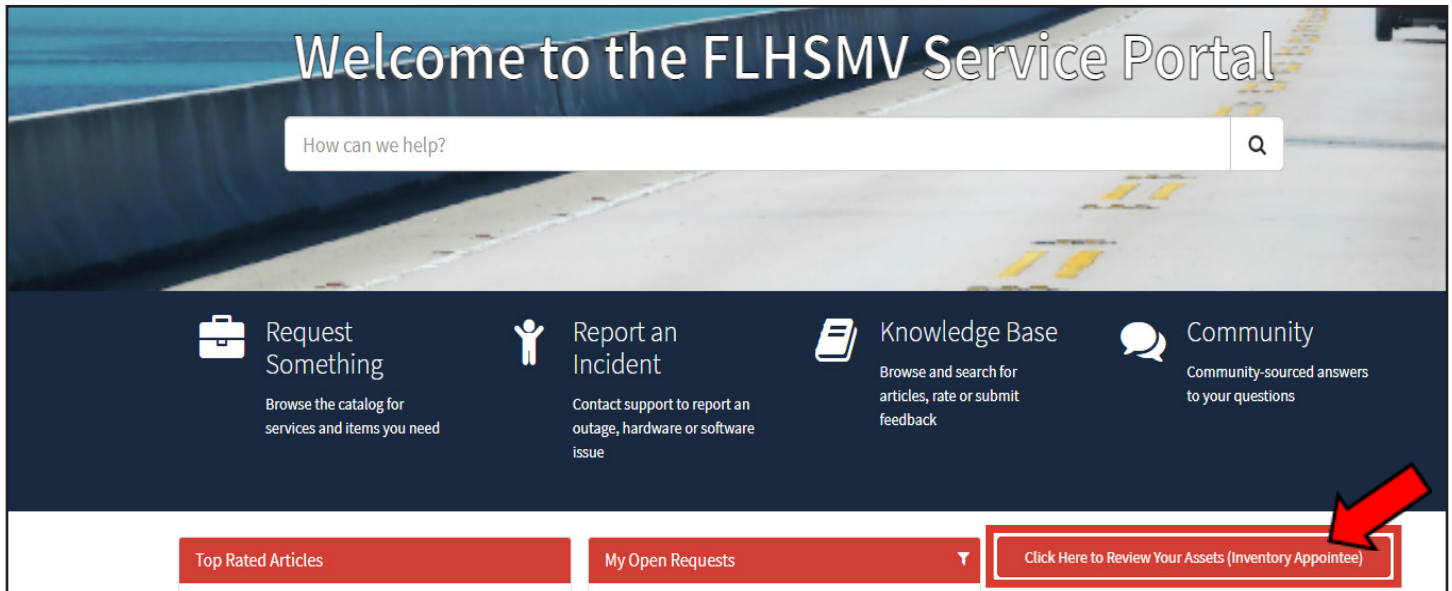 Welcome to the FLHSMV Service Portal
How can we help?
Request
Something
Browse the catalog for
services and items you need
Report an
Incident
Contact support to report an
outage, hardware or software
issue
Knowledge Base
Browse and search for
articles, rate or submit
feedback
Community
Community-sourced answers
to your questions
Top Rated Articles
My Open Requests
Click Here to Review Your Assets (Inventory Appointee)